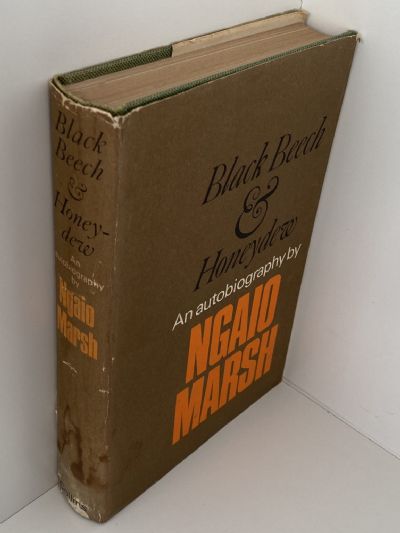 Black
Beech
&
Honey-
dew
An
autobiography
by
Ngaio
Marsh
Black Beech
&
Honeydew
An autobiography by
NGAIO
MARSH